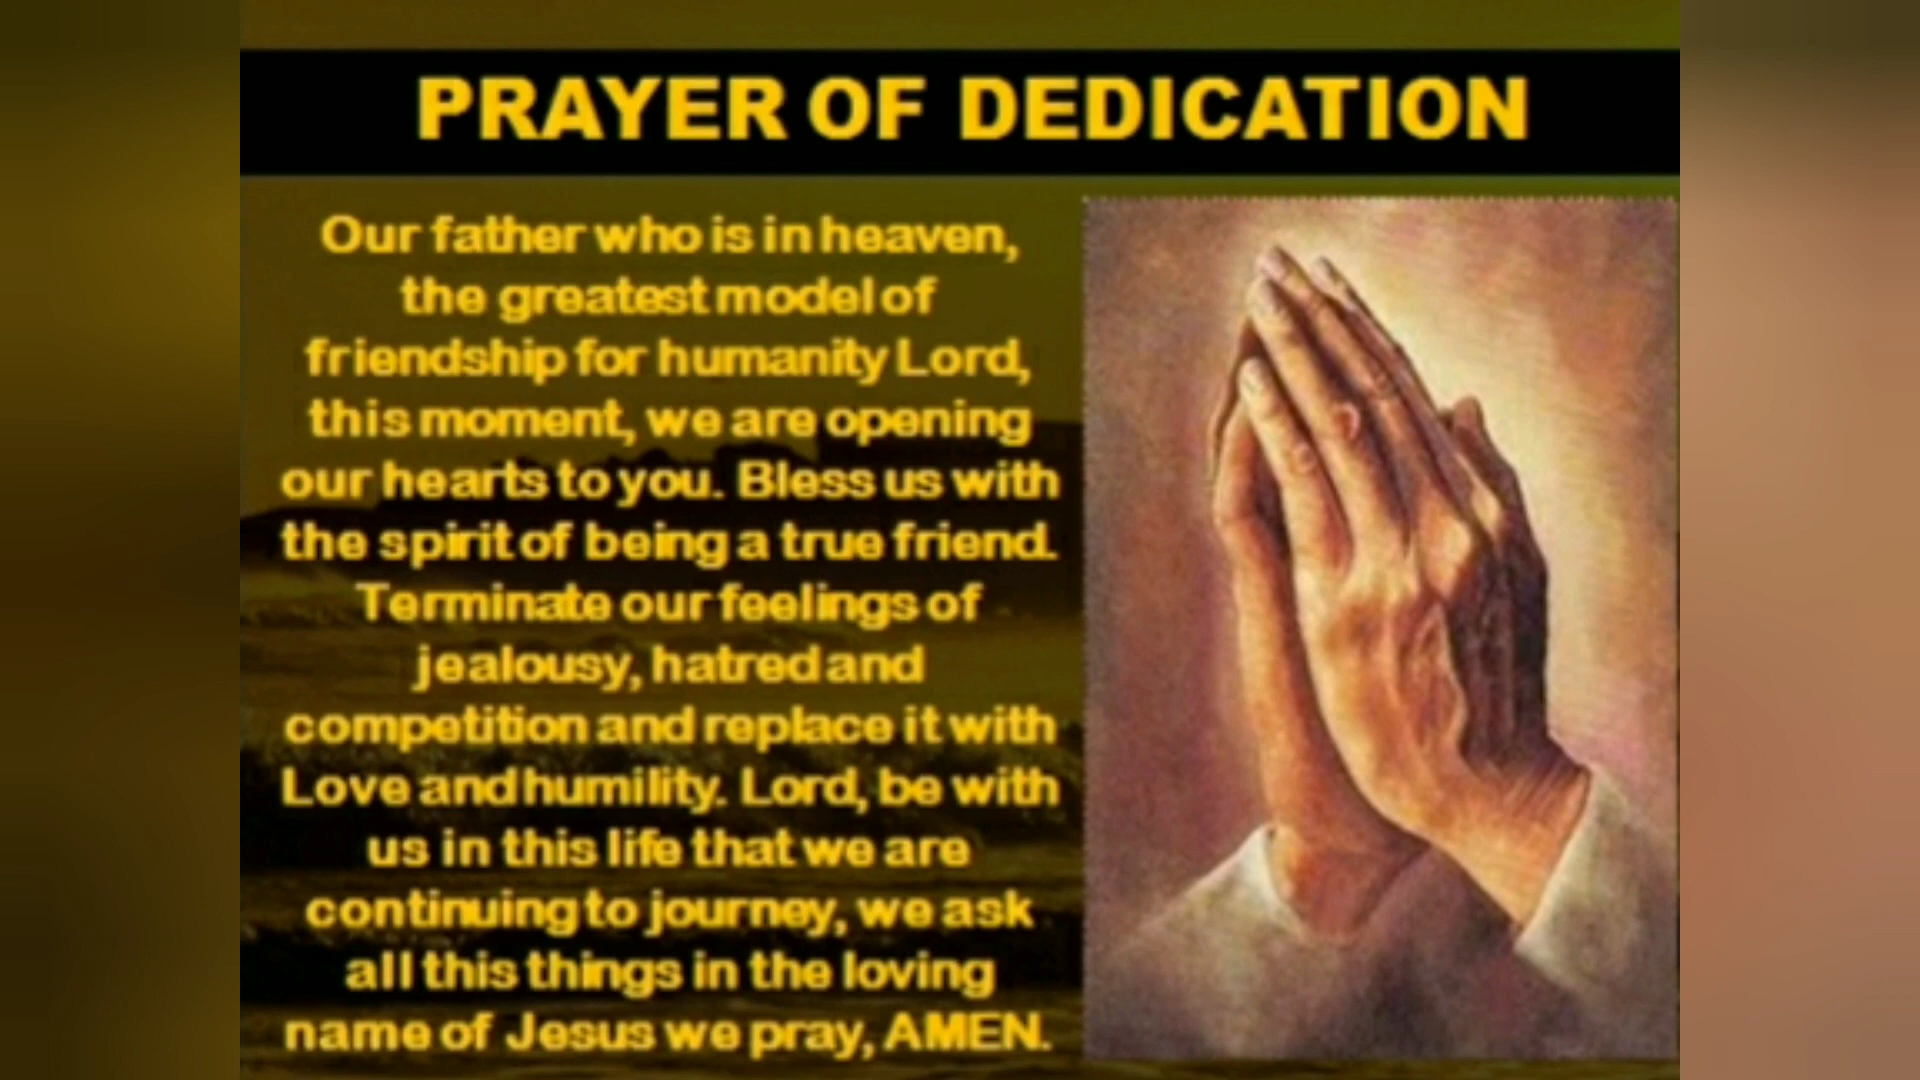 PRAYER OF DEDICATION
Our father who is in heaven,
the greatest model of
friendship for humanity Lord,
this moment, we are opening
our hearts to you. Bless us with
the spirit of being a true friend.
Terminate our feelings of
jealousy, hatred and
competition and replace it with
Love and humility. Lord, be with
us in this life that we are
continuing to journey, we ask
all this things in the loving
name of Jesus we pray, AMEN.